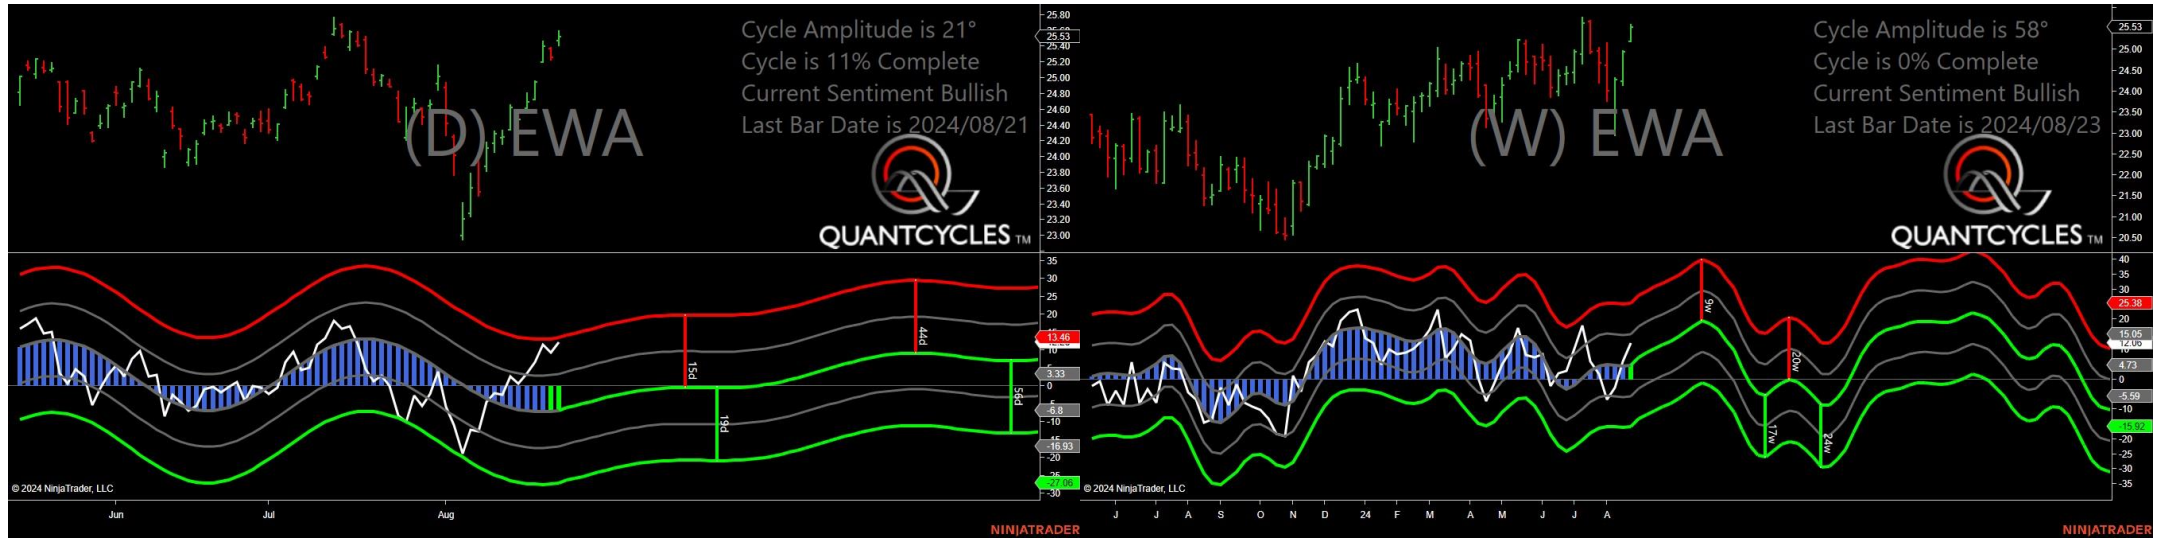 Cycle Amplitude is 21°
Cycle is 11% Complete
Current Sentiment Bullish
Last Bar Date is 2024/08/21
(D) EWA
QUANTCYCLES TM
25.80
25.53
25.40
25.20
25.00
24.80
24.60
24.40
24.20
24.00
23.80
23.60
23.40
23.20
23.00
35
30
25
20
13.46
10
3.33
0
-5
-6.8
-10
-16.93
-20
-27.06
-30
15d
19d
44d
56d
© 2024 NinjaTrader, LLC
Jun
Jul
Aug
NINJATRADER
Cycle Amplitude is 58°
Cycle is 0% Complete
Current Sentiment Bullish
Last Bar Date is 2024/08/23
(W) EWA
QUANTCYCLES TM
25.53
25.00
24.50
24.00
23.50
23.00
22.50
22.00
21.50
21.00
20.50
40
35
30
25.38
20
15.05
12.06
4.73
0
-5.59
-10
-15.92
-20
-25
-30
-35
9w
17w
20w
24w
© 2024 NinjaTrader, LLC
J
J
A
S
O
N
D
24
F
M
A
M
J
J
A
NINJATRADER